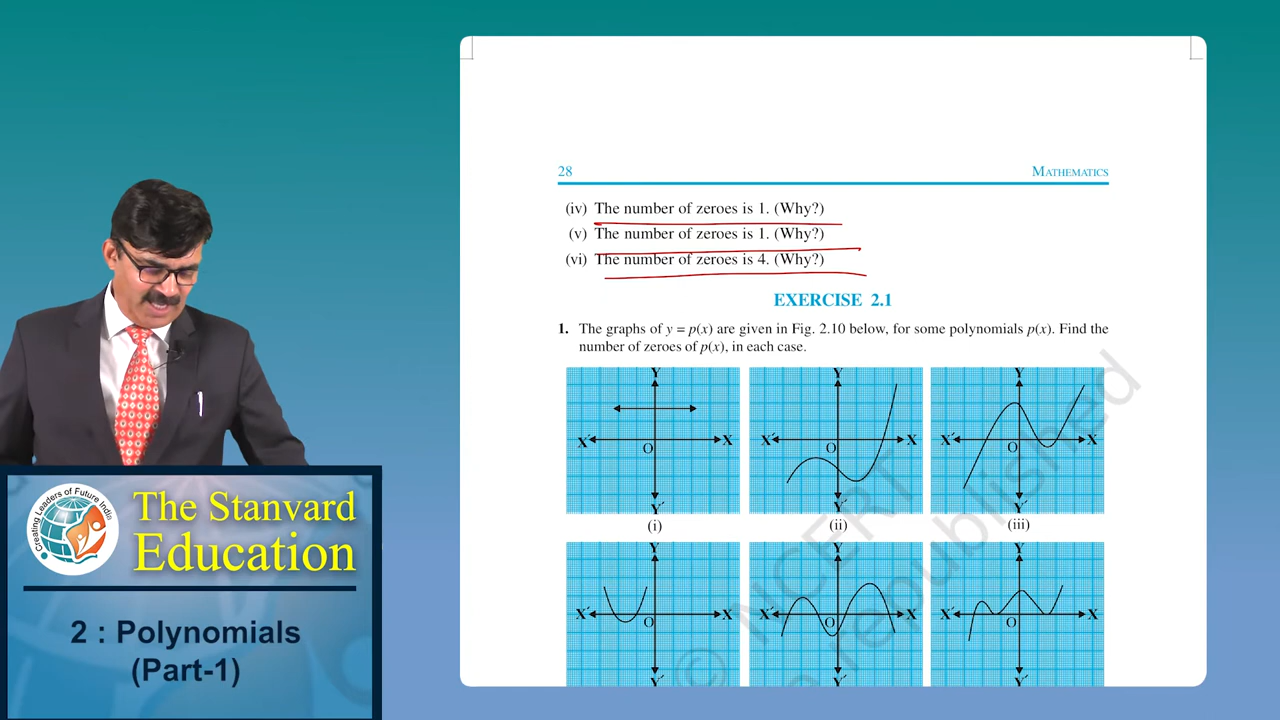 28
MATHEMATICS
(iv) The number of zeroes is 1. (Why?)
(v) The number of zeroes is 1. (Why?)
(vi) The number of zeroes is 4. (Why?)
EXERCISE 2.1
1. The graphs of y = p(x) are given in Fig. 2.10 below, for some polynomials p(x). Find the
number of zeroes of p(x), in each case.
Y Y Y
X′ O X X′ O X X′ O X
Y′ Y′ Y′
(i) (ii) (iii)
Y Y Y
X′ O X X′ O X X′ O X
Y′ Y′ Y′
© NCERT
republished
Creating Leaders of Future India
The Stanvard
Education
2 : Polynomials
(Part-1)